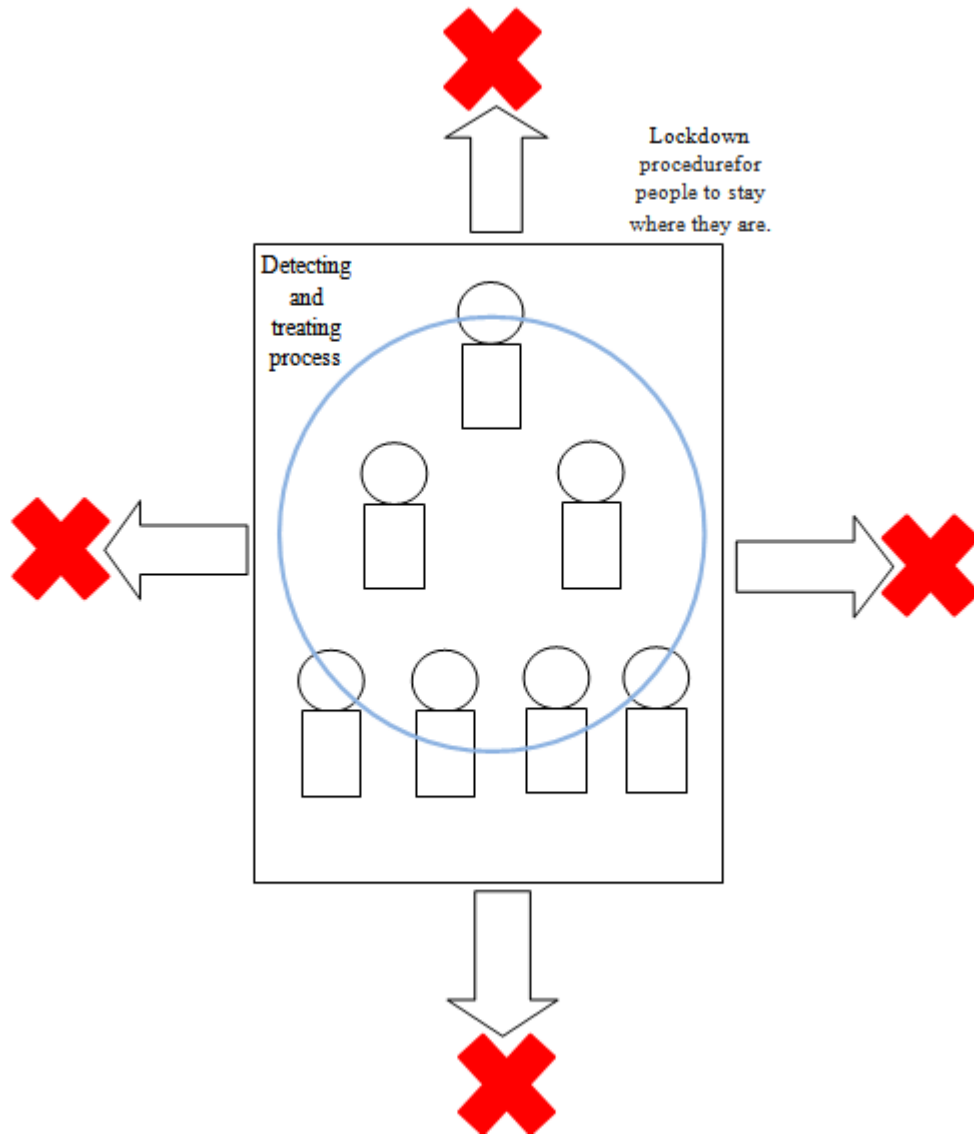 Lockdown
procedurefor
people to stay
where they are.
Detecting
and
treating
process